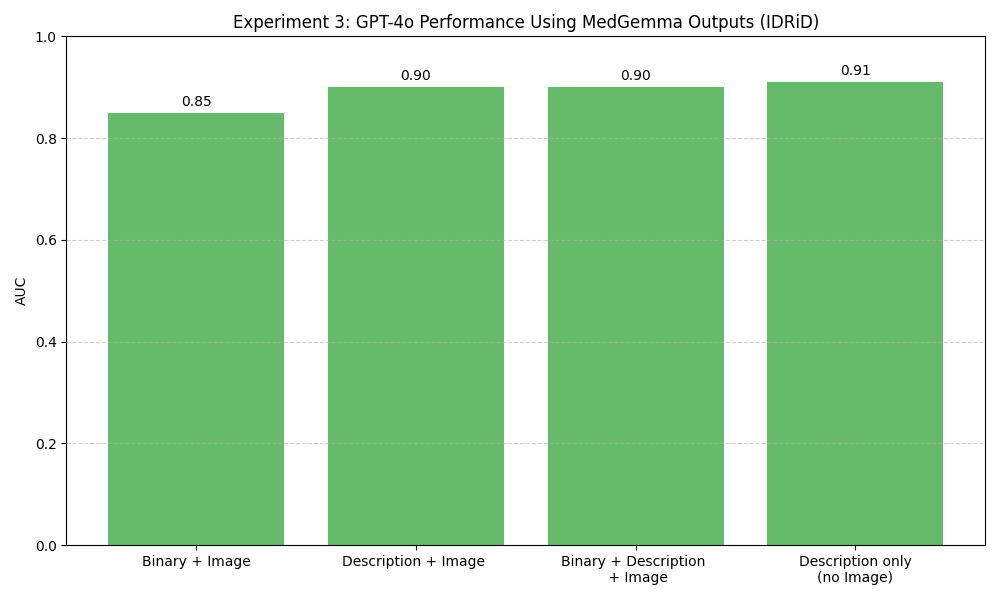 Experiment 3: GPT-4o Performance Using MedGemma Outputs (IDRiD)
1.0
0.8
0.6
0.4
0.2
0.0
AUC
0.85
0.90
0.90
0.91
Binary + Image
Description + Image
Binary + Description
+ Image
Description only
(no Image)